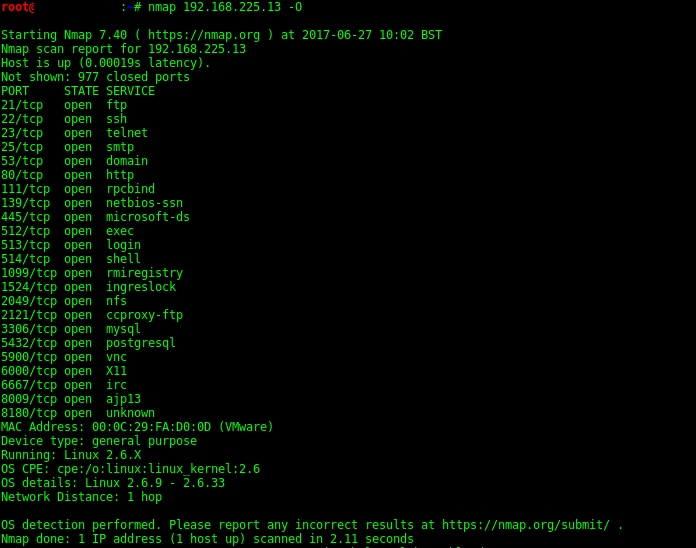 root@ :~# nmap 192.168.225.13 -O
Starting Nmap 7.40 ( https://nmap.org ) at 2017-06-27 10:02 BST
Nmap scan report for 192.168.225.13
Host is up (0.00019s latency).
Not shown: 977 closed ports
PORT     STATE SERVICE
21/tcp   open  ftp
22/tcp   open  ssh
23/tcp   open  telnet
25/tcp   open  smtp
53/tcp   open  domain
80/tcp   open  http
111/tcp  open  rpcbind
139/tcp  open  netbios-ssn
445/tcp  open  microsoft-ds
512/tcp  open  exec
513/tcp  open  login
514/tcp  open  shell
1099/tcp open  rmiregistry
1524/tcp open  ingreslock
2049/tcp open  nfs
2121/tcp open  ccproxy-ftp
3306/tcp open  mysql
5432/tcp open  postgresql
5900/tcp open  vnc
6000/tcp open  X11
6667/tcp open  irc
8009/tcp open  ajp13
8180/tcp open  unknown
MAC Address: 00:0C:29:FA:D0:0D (VMware)
Device type: general purpose
Running: Linux 2.6.X
OS CPE: cpe:/o:linux:linux_kernel:2.6
OS details: Linux 2.6.9 - 2.6.33
Network Distance: 1 hop
OS detection performed. Please report any incorrect results at https://nmap.org/submit/ .
Nmap done: 1 IP address (1 host up) scanned in 2.11 seconds